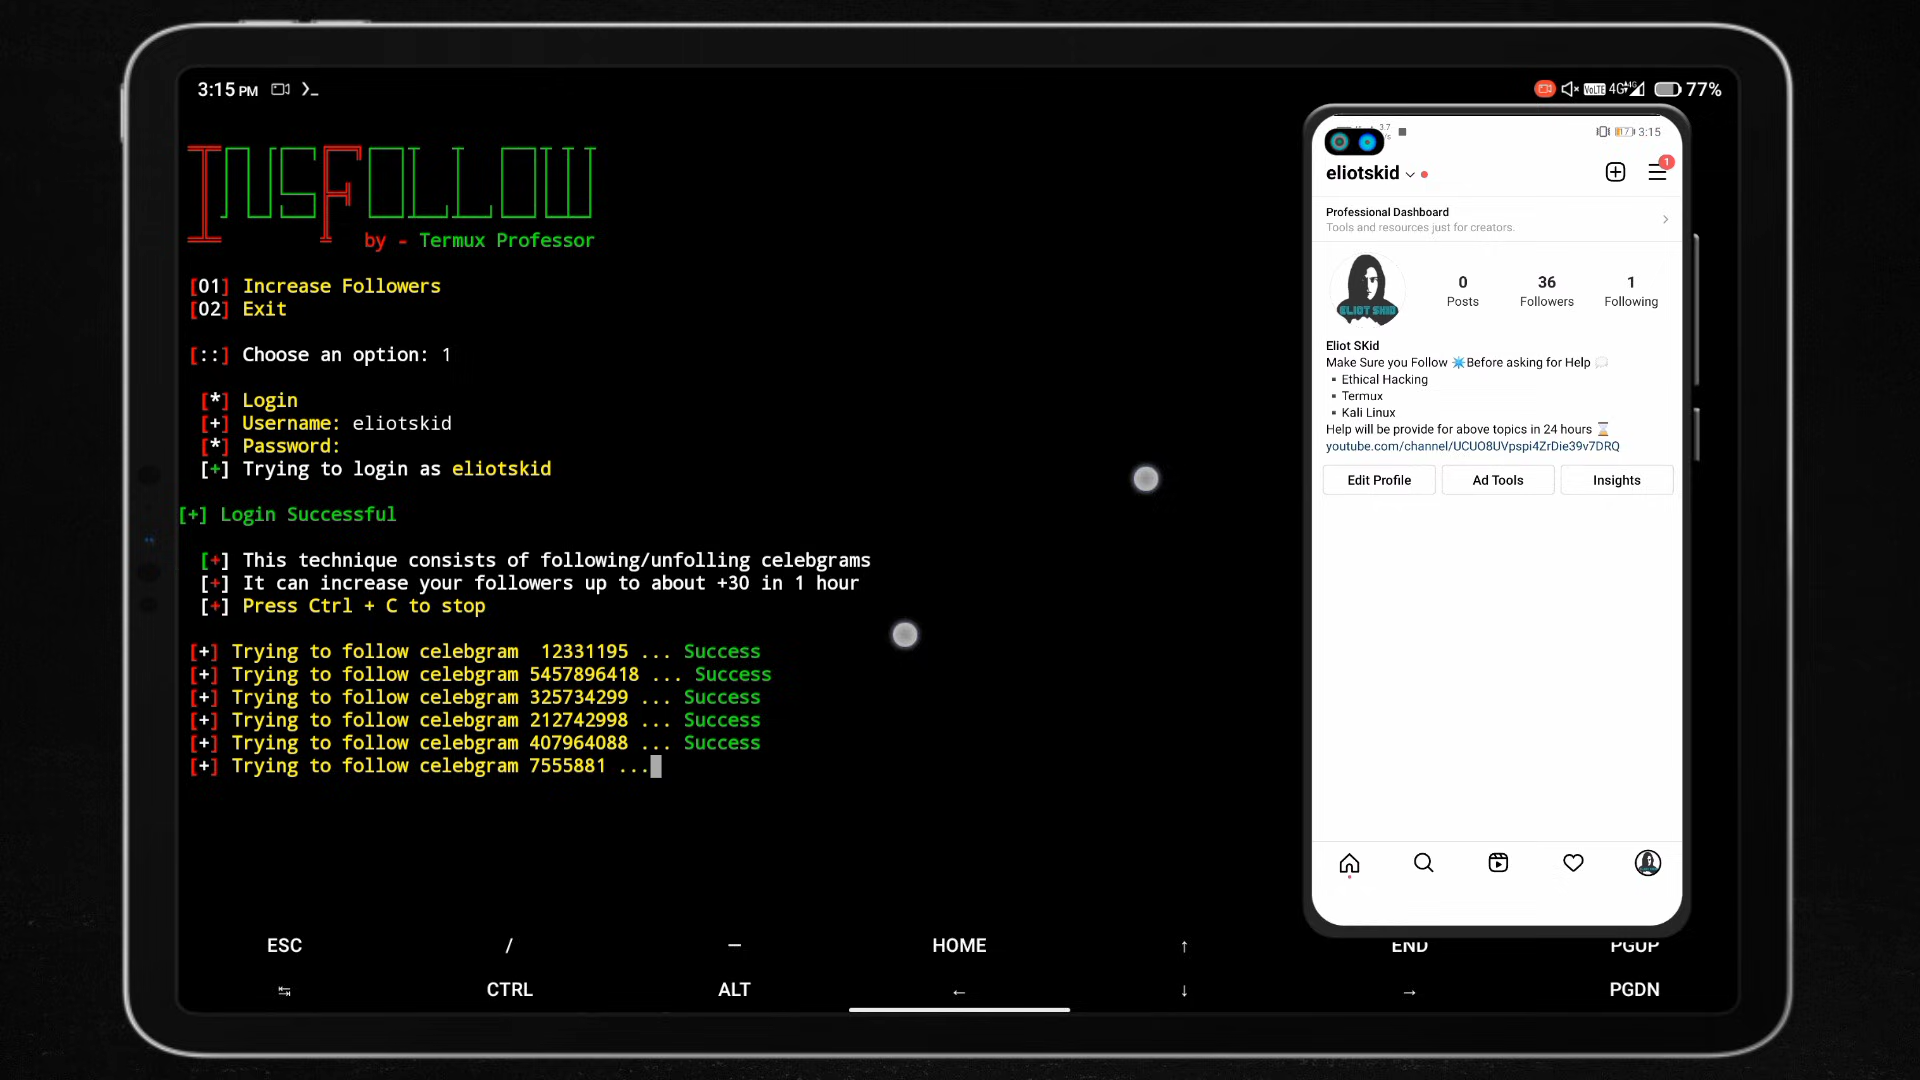 3:15 PM
77%
InsFollow
by - Termux Professor
[01] Increase Followers
[02] Exit
[::] Choose an option: 1
[*] Login
[+] Username: eliotskid
[*] Password:
[+] Trying to login as eliotskid
[+] Login Successful
[+] This technique consists of following/unfolling celebgrams
[+] It can increase your followers up to about +30 in 1 hour
[+] Press Ctrl + C to stop
[+] Trying to follow celebgram  12331195 ... Success
[+] Trying to follow celebgram 5457896418 ... Success
[+] Trying to follow celebgram 325734299 ... Success
[+] Trying to follow celebgram 212742998 ... Success
[+] Trying to follow celebgram 407964088 ... Success
[+] Trying to follow celebgram 7555881 ...
3:15
eliotskid
1
Professional Dashboard
Tools and resources just for creators.
0 36 1
Posts Followers Following
ELIOT SKID
Eliot SKid
Make Sure you Follow 💥Before asking for Help 💭
▪ Ethical Hacking
▪ Termux
▪ Kali Linux
Help will be provide for above topics in 24 hours ⏳
youtube.com/channel/UCUO8UVpspi4ZrDie39v7DRQ
Edit Profile Ad Tools Insights
ESC / — HOME ↑ END PGUP
↹ CTRL ALT ← ↓ → PGDN